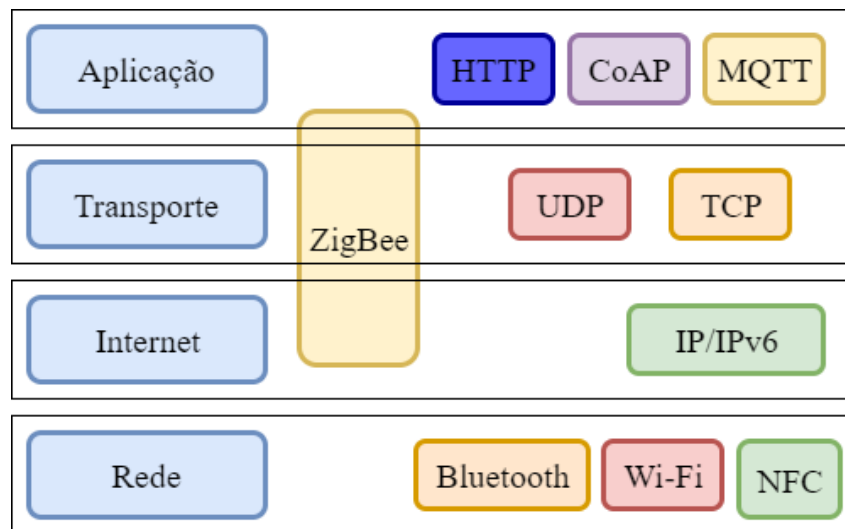 Aplicação
HTTP
CoAP
MQTT
Transporte
ZigBee
UDP
TCP
Internet
IP/IPv6
Rede
Bluetooth
Wi-Fi
NFC